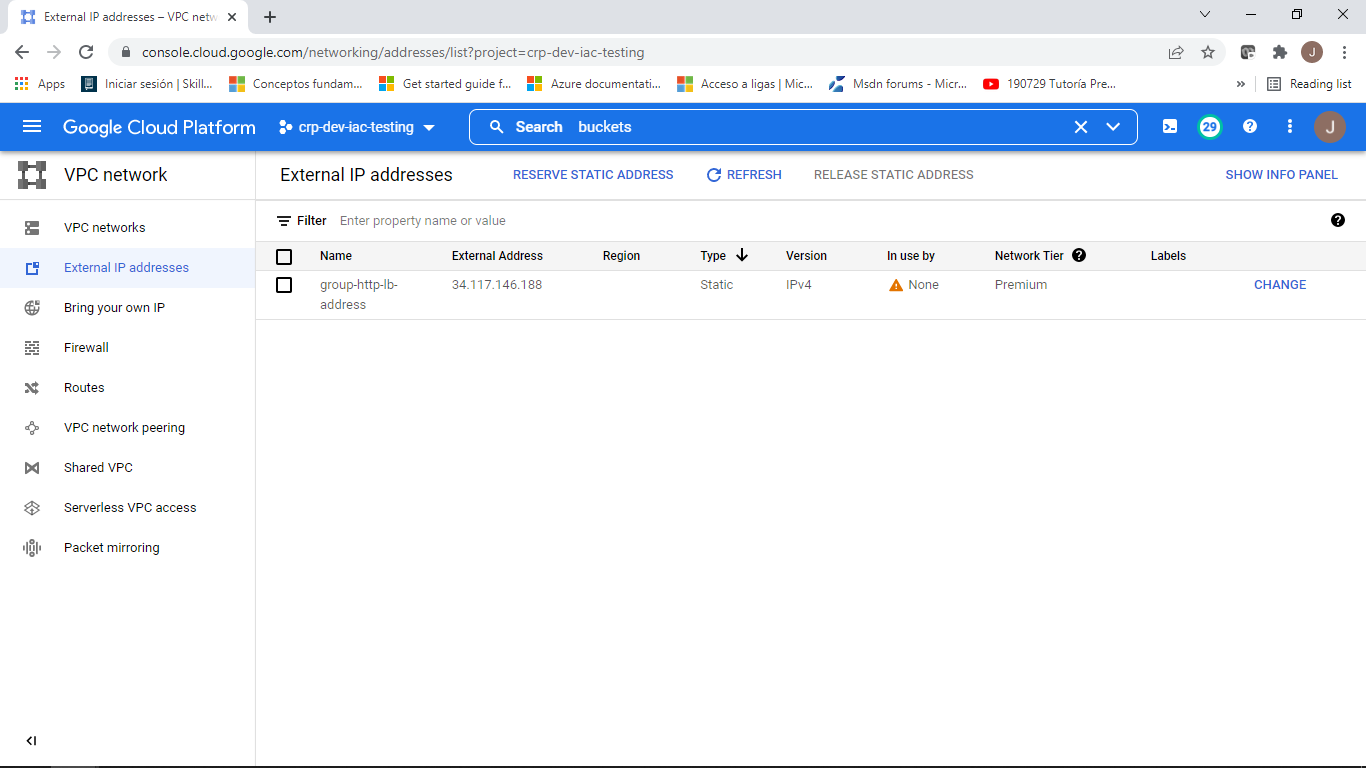 External IP addresses – VPC netw
console.cloud.google.com/networking/addresses/list?project=crp-dev-iac-testing
J
Apps
Iniciar sesión | Skill...
Conceptos fundam...
Get started guide f...
Azure documentati...
Acceso a ligas | Mic...
Msdn forums - Micr...
190729 Tutoría Pre...
»
Reading list
Google Cloud Platform
crp-dev-iac-testing
Search buckets
29
J
VPC network
External IP addresses
RESERVE STATIC ADDRESS
REFRESH
RELEASE STATIC ADDRESS
SHOW INFO PANEL
VPC networks
External IP addresses
Bring your own IP
Firewall
Routes
VPC network peering
Shared VPC
Serverless VPC access
Packet mirroring
Filter Enter property name or value
Name External Address Region Type Version In use by Network Tier Labels
group-http-lb- 34.117.146.188 Static IPv4 None Premium CHANGE
address